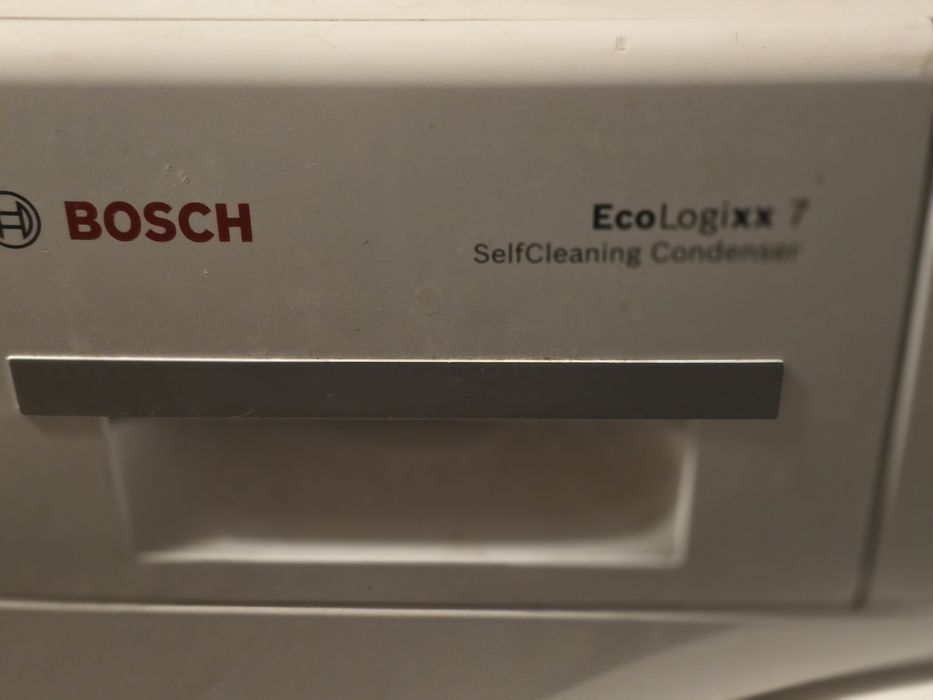 BOSCH
EcoLogixx 7
SelfCleaning Condenser